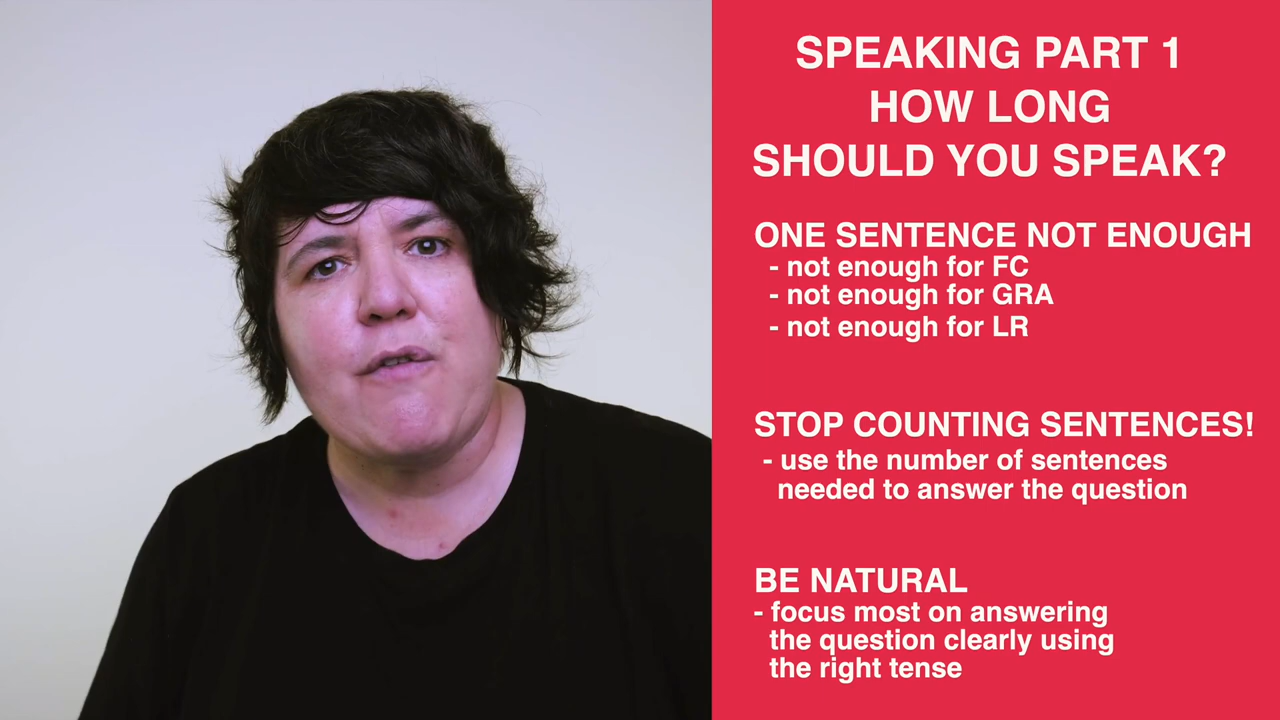 SPEAKING PART 1
HOW LONG
SHOULD YOU SPEAK?
ONE SENTENCE NOT ENOUGH
- not enough for FC
- not enough for GRA
- not enough for LR
STOP COUNTING SENTENCES!
- use the number of sentences
needed to answer the question
BE NATURAL
- focus most on answering
the question clearly using
the right tense